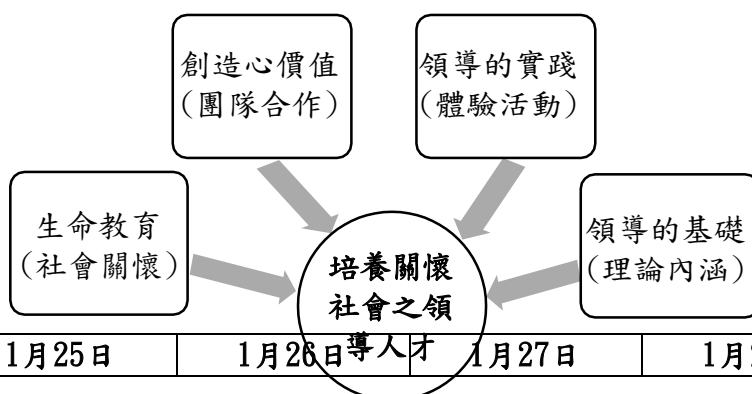 創造心價值
(團隊合作)
領導的實踐
(體驗活動)
生命教育
(社會關懷)
領導的基礎
(理論內涵)
培養關懷
社會之領
導人才
1月25日
1月26日
1月27日
1月